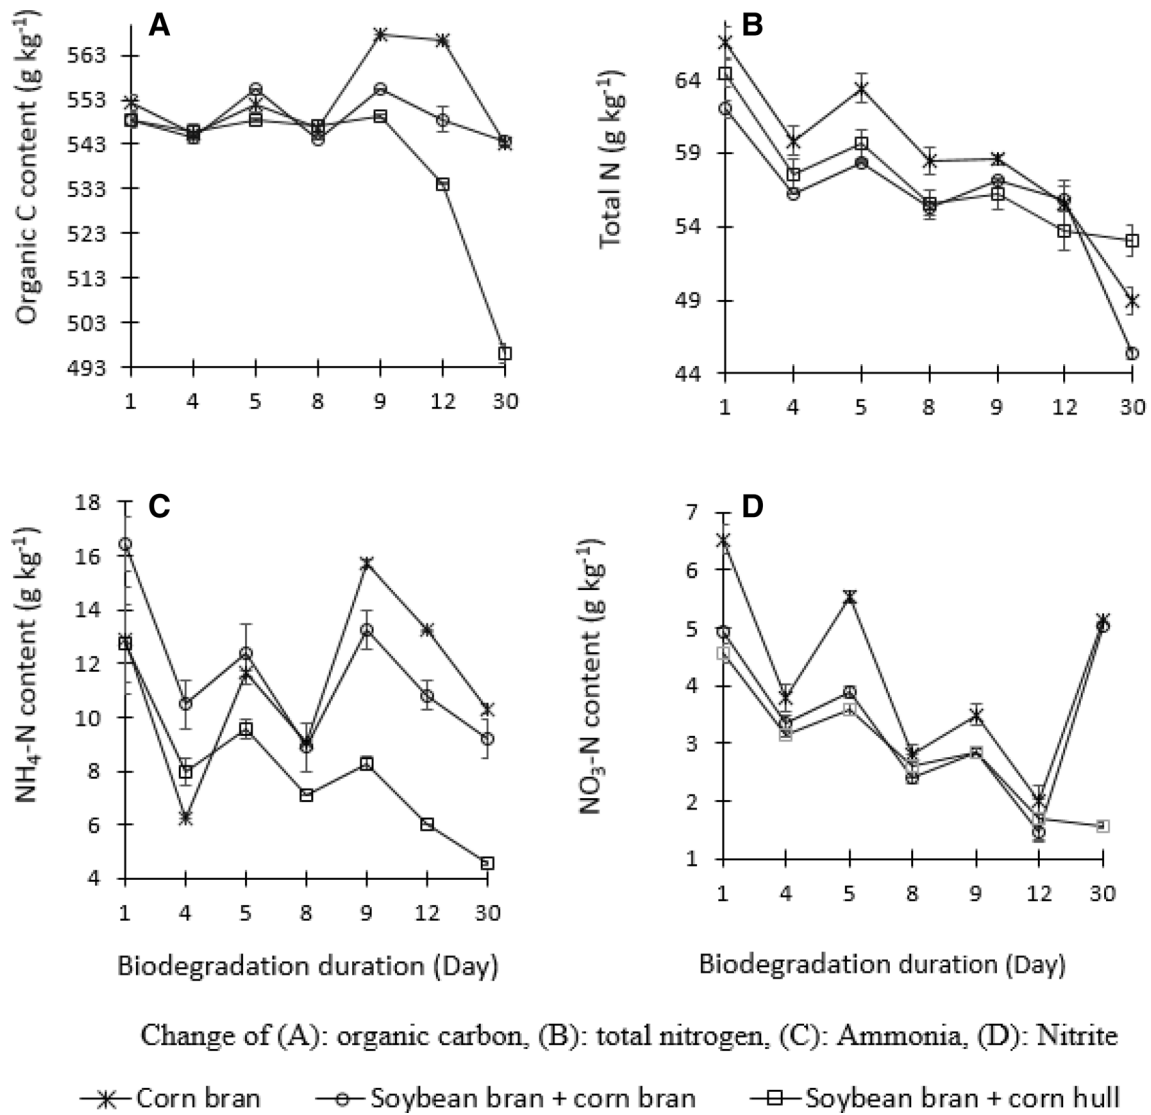 A
Organic C content (g kg-1)
563
553
543
533
523
513
503
493
1 4 5 8 9 12 30
B
Total N (g kg-1)
64
59
54
49
44
1 4 5 8 9 12 30
C
NH4-N content (g kg-1)
18
16
14
12
10
8
6
4
1 4 5 8 9 12 30
Biodegradation duration (Day)
D
NO3-N content (g kg-1)
7
6
5
4
3
2
1
1 4 5 8 9 12 30
Biodegradation duration (Day)
Change of (A): organic carbon, (B): total nitrogen, (C): Ammonia, (D): Nitrite
Corn bran Soybean bran + corn bran Soybean bran + corn hull